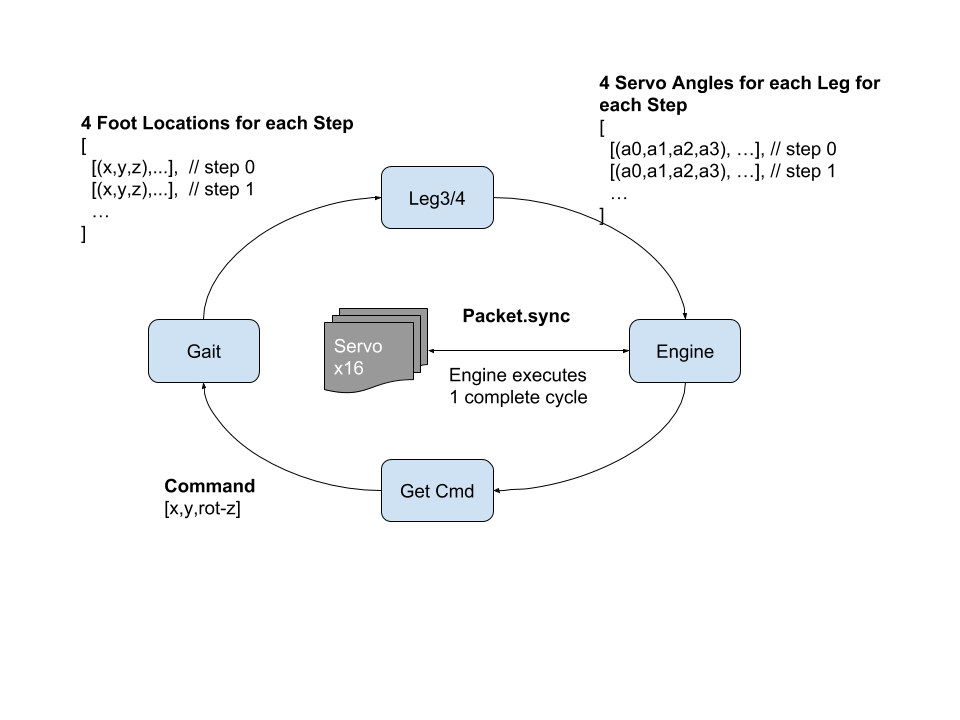 4 Servo Angles for each Leg for
each Step
[
[(a0,a1,a2,a3), …], // step 0
[(a0,a1,a2,a3), …], // step 1
…
]
4 Foot Locations for each Step
[
[(x,y,z),...],  // step 0
[(x,y,z),...],  // step 1
…
]
Leg3/4
Packet.sync
Gait
Servo
x16
Engine
Engine executes
1 complete cycle
Get Cmd
Command
[x,y,rot-z]